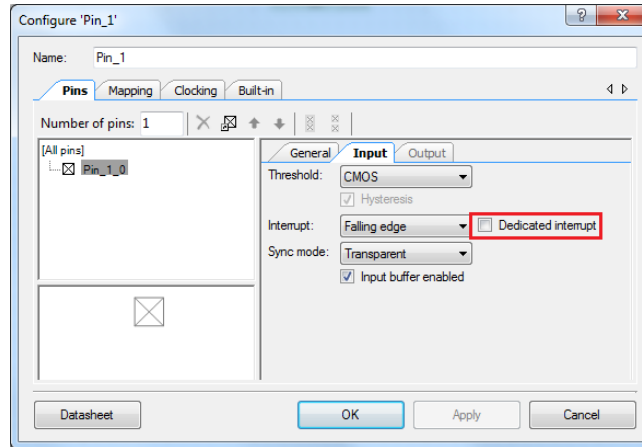 Configure 'Pin_1'
Name: Pin_1
Pins Mapping Clocking Built-in
Number of pins: 1
[All pins]
Pin_1_0
General Input Output
Threshold: CMOS
Hysteresis
Interrupt: Falling edge Dedicated interrupt
Sync mode: Transparent
Input buffer enabled
Datasheet OK Apply Cancel